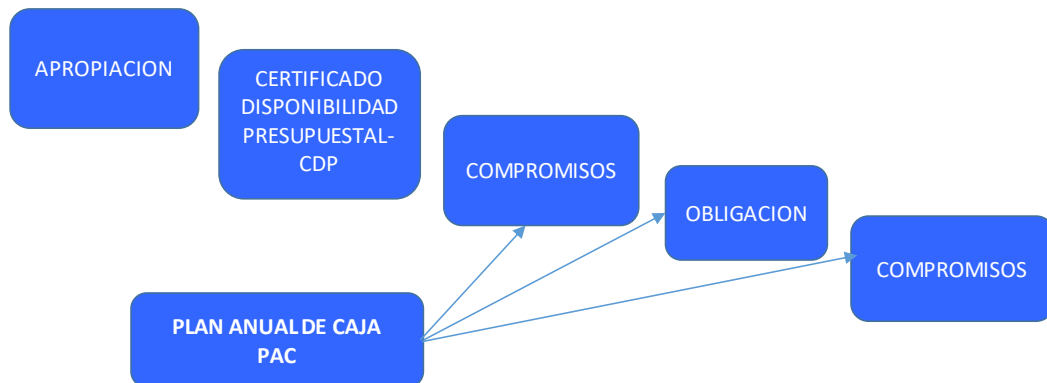 APROPIACION
CERTIFICADO
DISPONIBILIDAD
PRESUPUESTAL-
CDP
COMPROMISOS
OBLIGACION
COMPROMISOS
PLAN ANUAL DE CAJA
PAC